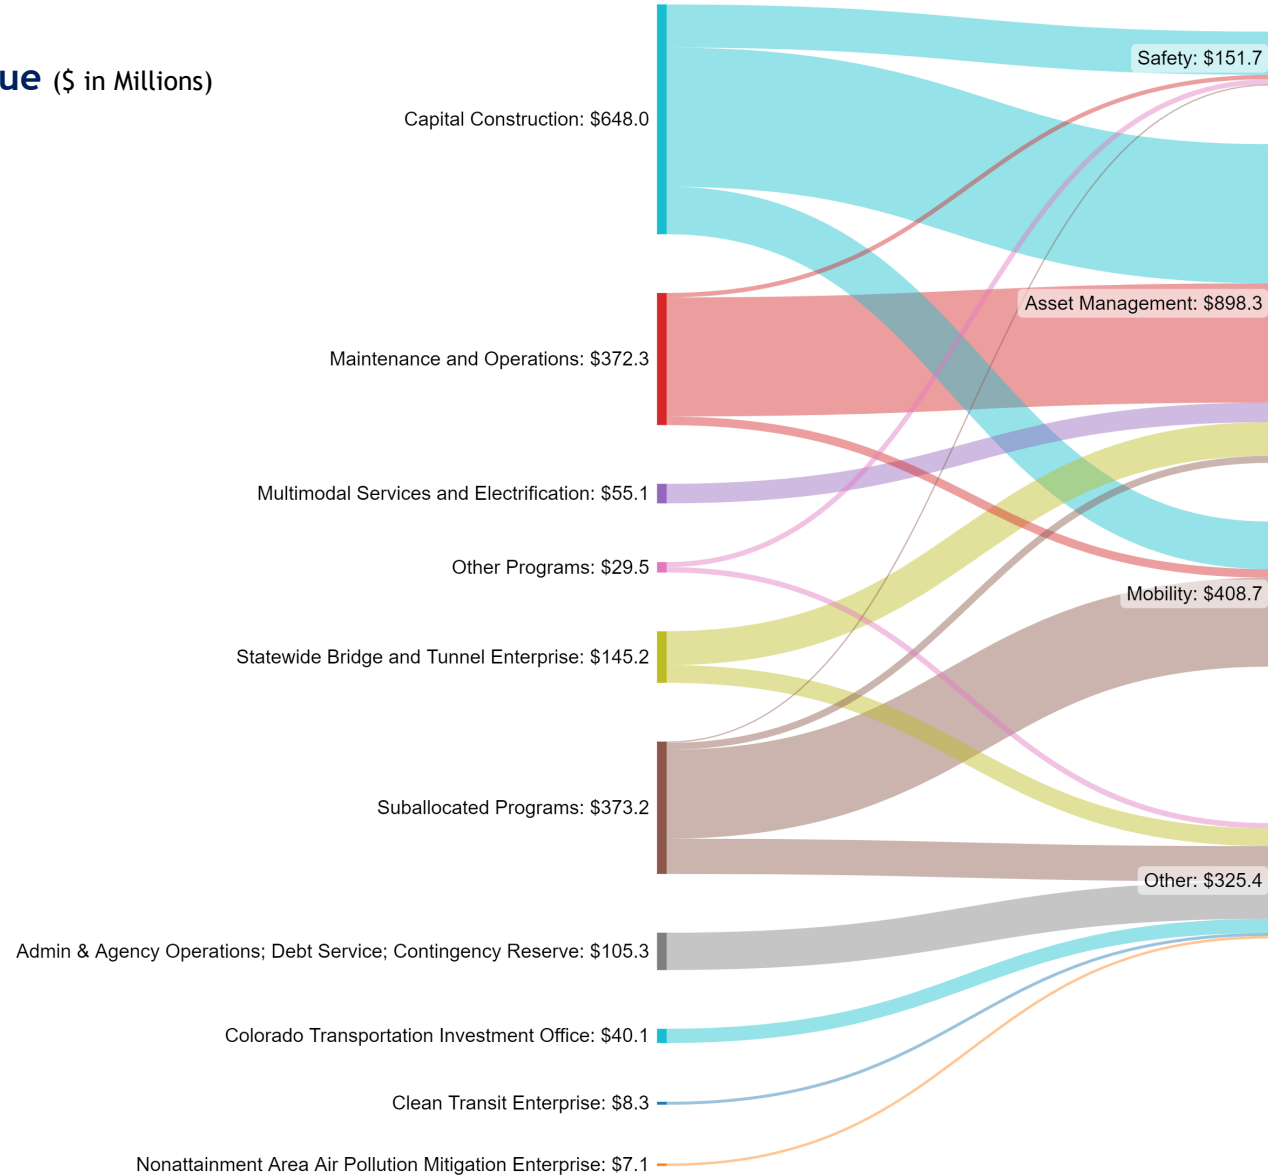 ue ($ in Millions)
Safety: $151.7
Capital Construction: $648.0
Asset Management: $898.3
Maintenance and Operations: $372.3
Multimodal Services and Electrification: $55.1
Other Programs: $29.5
Mobility: $408.7
Statewide Bridge and Tunnel Enterprise: $145.2
Suballocated Programs: $373.2
Other: $325.4
Admin & Agency Operations; Debt Service; Contingency Reserve: $105.3
Colorado Transportation Investment Office: $40.1
Clean Transit Enterprise: $8.3
Nonattainment Area Air Pollution Mitigation Enterprise: $7.1